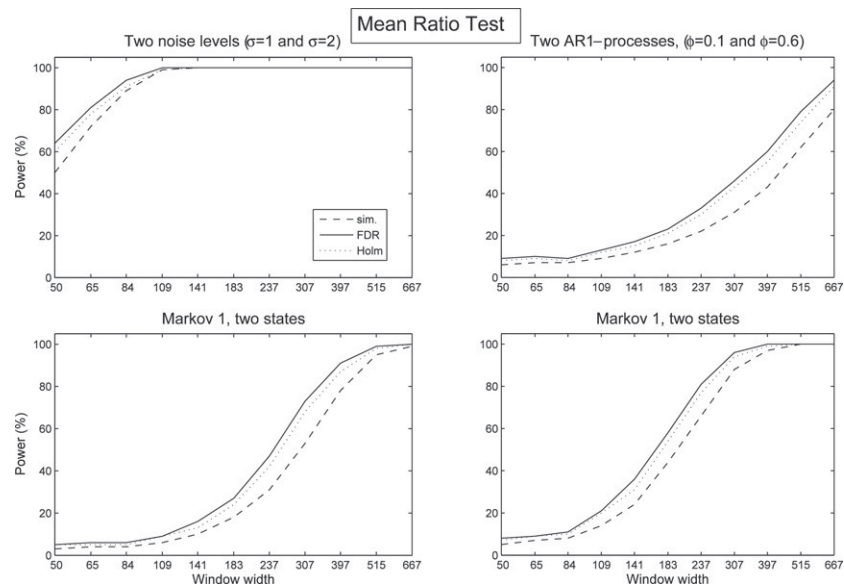 Mean Ratio Test
Two noise levels (σ=1 and σ=2)
Power (%)
100
80
60
40
20
0
sim.
FDR
Holm
50 65 84 109 141 183 237 307 397 515 667
Two AR1–processes, (ϕ=0.1 and ϕ=0.6)
Power (%)
100
80
60
40
20
0
50 65 84 109 141 183 237 307 397 515 667
Markov 1, two states
Power (%)
100
80
60
40
20
0
50 65 84 109 141 183 237 307 397 515 667
Window width
Markov 1, two states
100
80
60
40
20
0
50 65 84 109 141 183 237 307 397 515 667
Window width